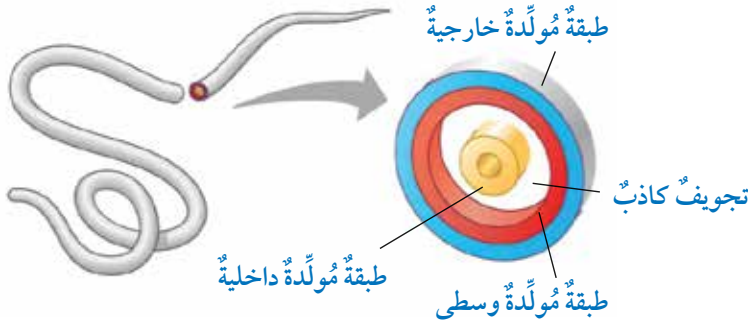 طبقةٌ مُولِّدةٌ خارجيةٌ
تجويفٌ كاذبٌ
طبقةٌ مُولِّدةٌ داخليةٌ
طبقةٌ مُولِّدةٌ وسطى